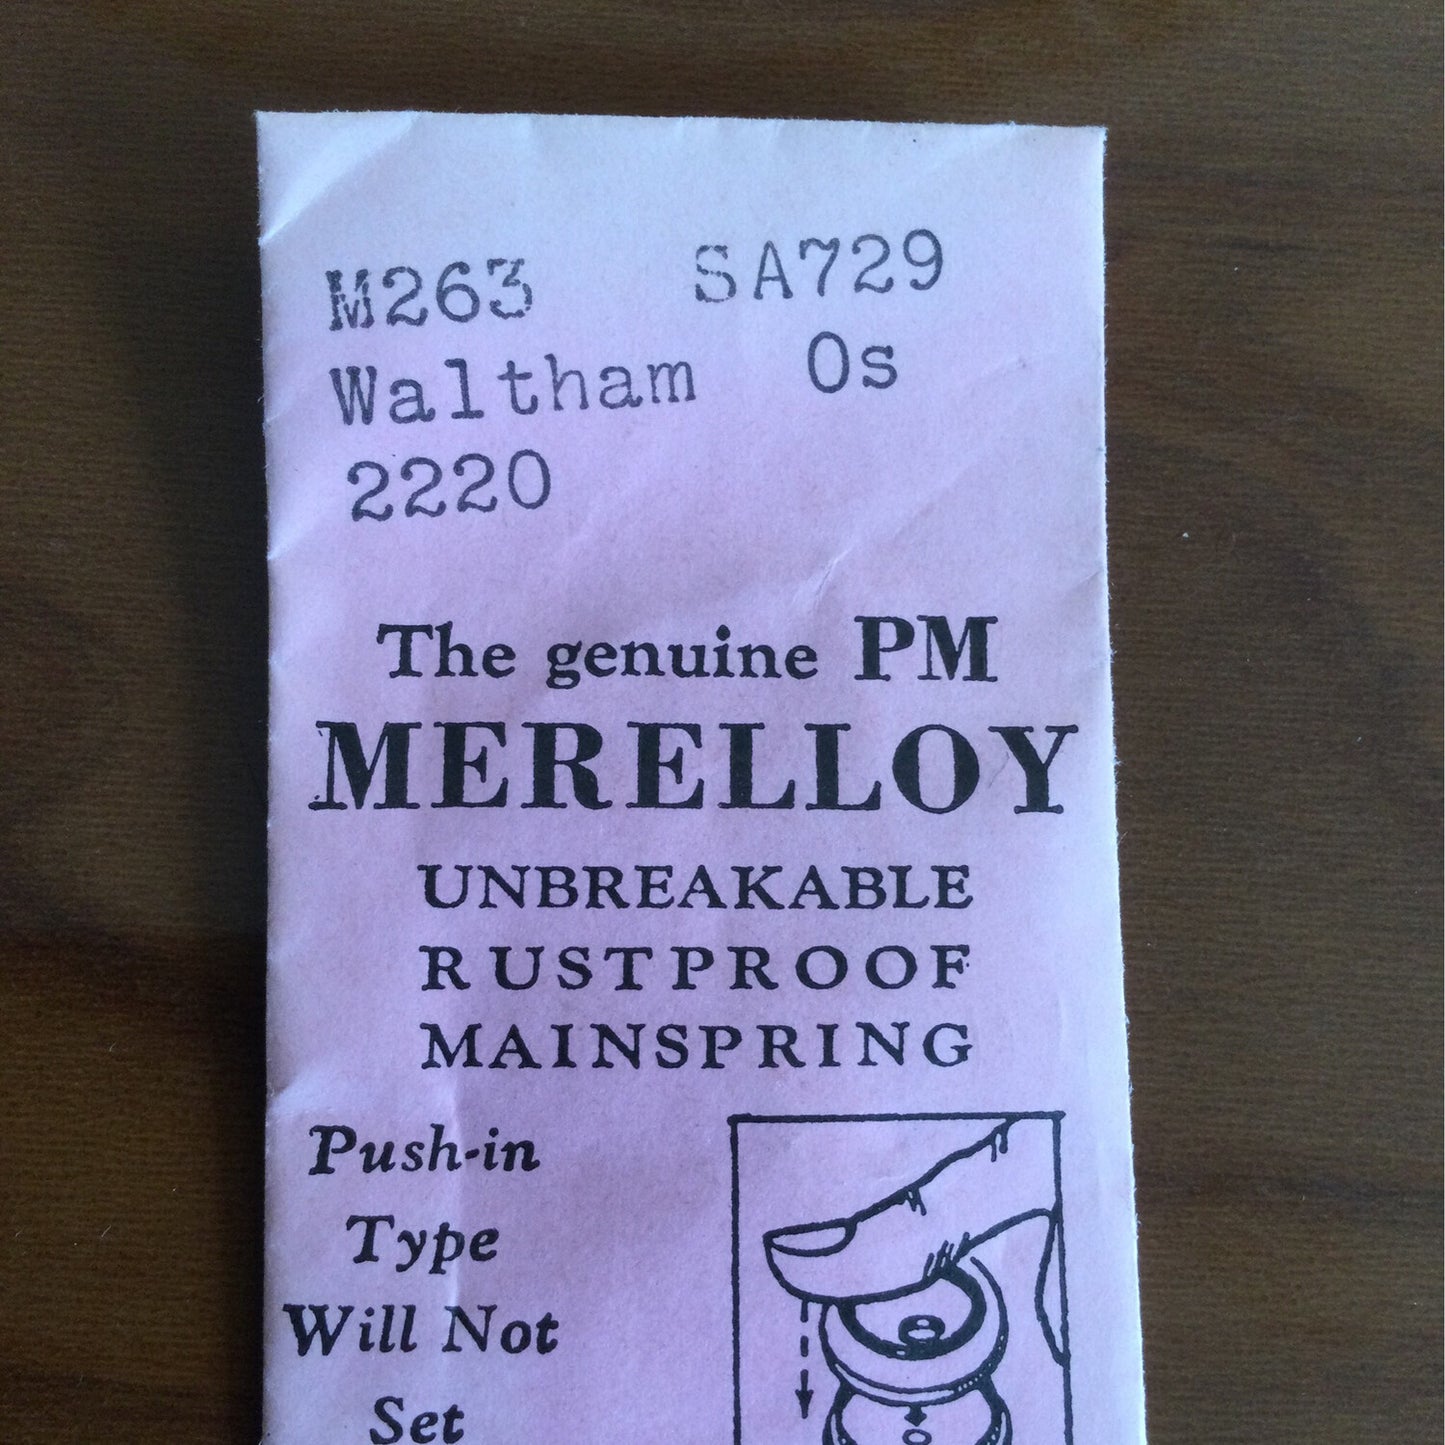 M263 SA729
Waltham 0s
2220
The genuine PM
MERELLOY
UNBREAKABLE
RUSTPROOF
MAINSPRING
Push-in
Type
Will Not
Set